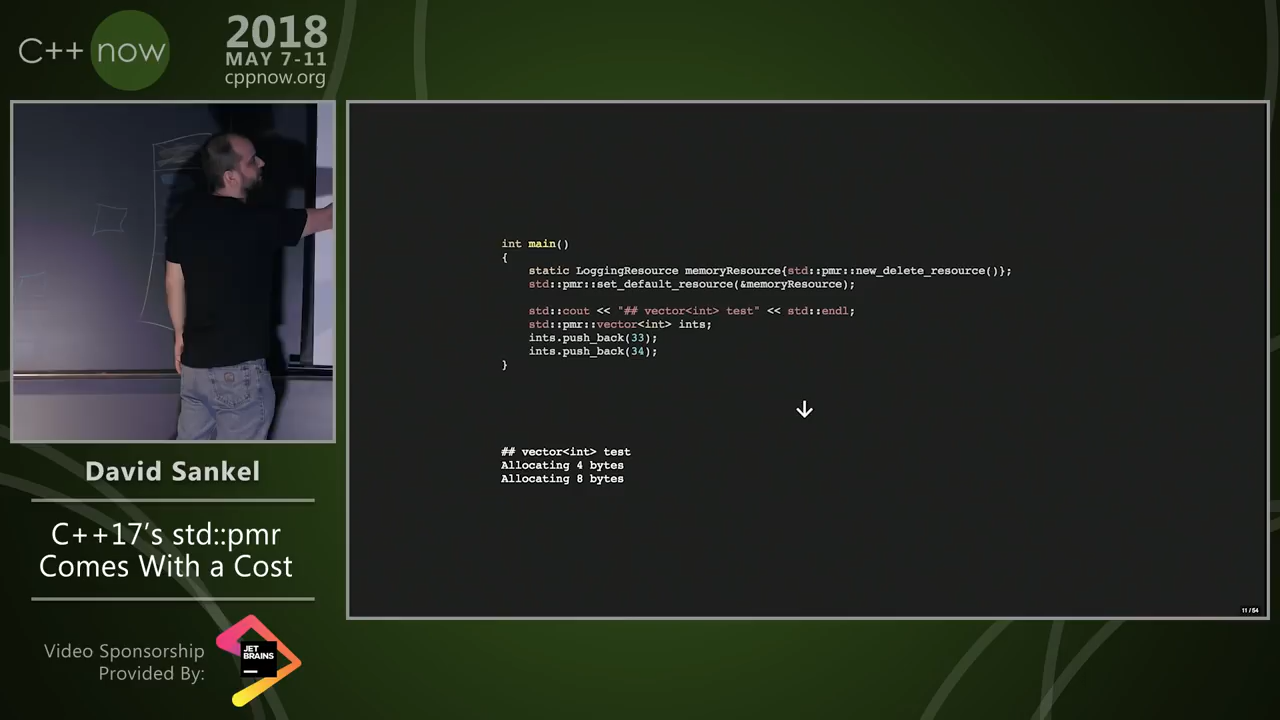 C++ now
2018
MAY 7-11
cppnow.org
int main()
{
    static LoggingResource memoryResource{std::pmr::new_delete_resource()};
    std::pmr::set_default_resource(&memoryResource);
    std::cout << "## vector<int> test" << std::endl;
    std::pmr::vector<int> ints;
    ints.push_back(33);
    ints.push_back(34);
}
↓
## vector<int> test
Allocating 4 bytes
Allocating 8 bytes
11 / 54
David Sankel
C++17's std::pmr
Comes With a Cost
Video Sponsorship
Provided By:
JET
BRAINS